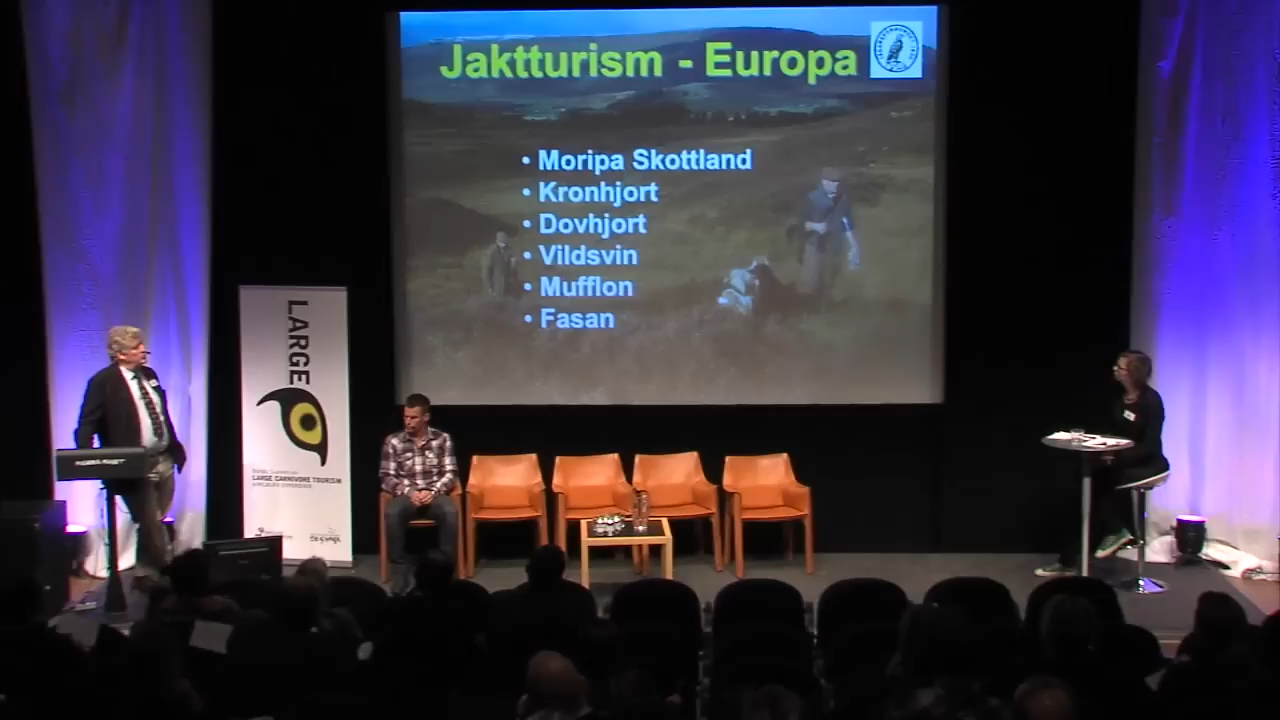 Jaktturism - Europa
• Moripa Skottland
• Kronhjort
• Dovhjort
• Vildsvin
• Mufflon
• Fasan
LARGE
LARGE CARNIVORE TOURISM